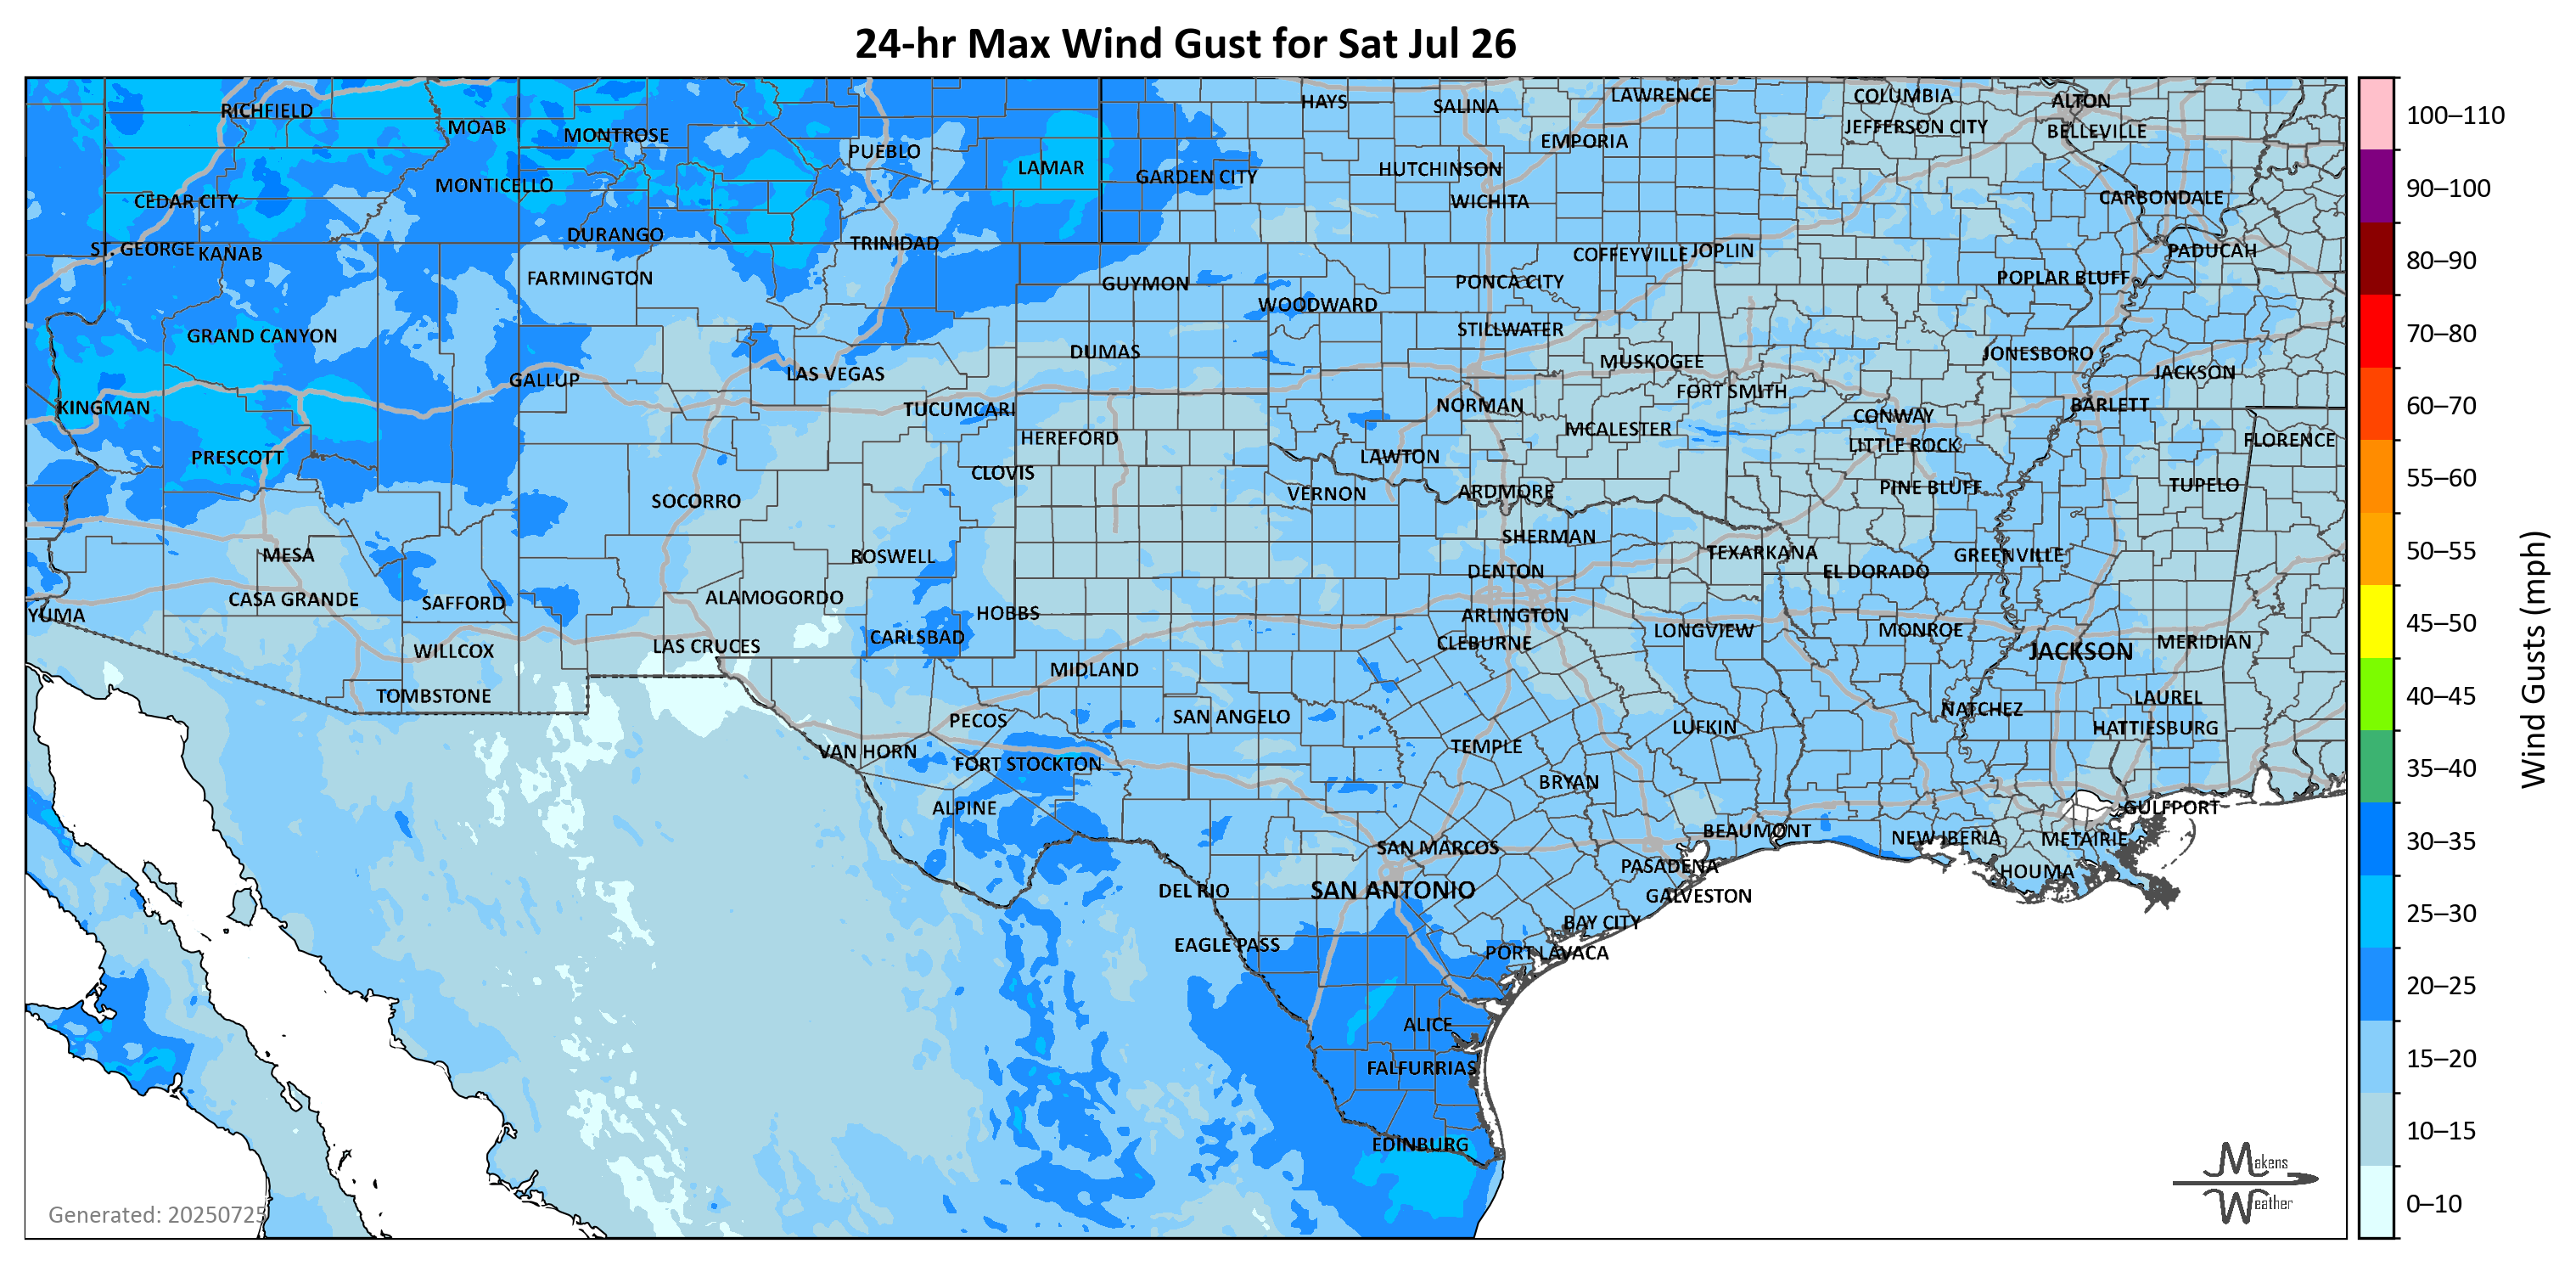 24-hr Max Wind Gust for Sat Jul 26
RICHFIELD
MOAB
MONTROSE
PUEBLO
LAMAR
HAYS
SALINA
LAWRENCE
COLUMBIA
ALTON
JEFFERSON CITY
BELLEVILLE
EMPORIA
HUTCHINSON
GARDEN CITY
MONTICELLO
CEDAR CITY
WICHITA
CARBONDALE
DURANGO
TRINIDAD
ST. GEORGE
KANAB
COFFEYVILLE
JOPLIN
PADUCAH
FARMINGTON
GUYMON
PONCA CITY
POPLAR BLUFF
WOODWARD
GRAND CANYON
STILLWATER
DUMAS
MUSKOGEE
JONESBORO
JACKSON
GALLUP
LAS VEGAS
FORT SMITH
KINGMAN
TUCUMCARI
NORMAN
CONWAY
BARLETT
HEREFORD
MCALESTER
LITTLE ROCK
FLORENCE
PRESCOTT
CLOVIS
LAWTON
SOCORRO
VERNON
ARDMORE
PINE BLUFF
TUPELO
MESA
ROSWELL
SHERMAN
TEXARKANA
GREENVILLE
DENTON
EL DORADO
CASA GRANDE
SAFFORD
ALAMOGORDO
YUMA
HOBBS
ARLINGTON
CARLSBAD
CLEBURNE
LONGVIEW
MONROE
JACKSON
MERIDIAN
WILLCOX
LAS CRUCES
MIDLAND
TOMBSTONE
LAUREL
NATCHEZ
PECOS
SAN ANGELO
LUFKIN
HATTIESBURG
VAN HORN
FORT STOCKTON
TEMPLE
BRYAN
ALPINE
GULFPORT
BEAUMONT
NEW IBERIA
METAIRIE
SAN MARCOS
PASADENA
HOUMA
DEL RIO
SAN ANTONIO
GALVESTON
BAY CITY
EAGLE PASS
PORT LAVACA
ALICE
FALFURRIAS
EDINBURG
Generated: 20250725
Makens
Weather
100–110
90–100
80–90
70–80
60–70
55–60
50–55
45–50
40–45
35–40
30–35
25–30
20–25
15–20
10–15
0–10
Wind Gusts (mph)